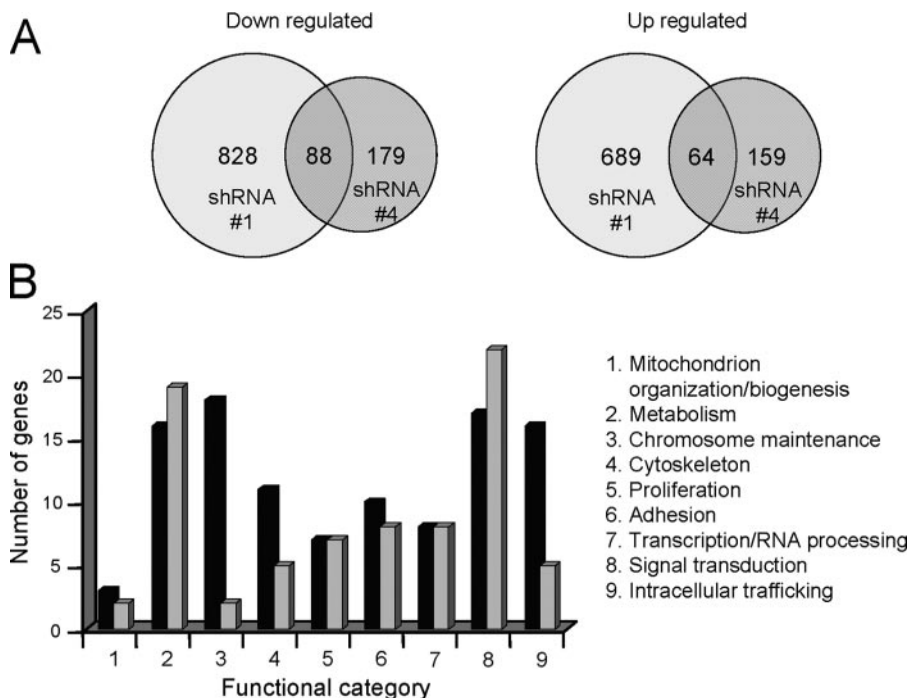 A
Down regulated
Up regulated
828
88
179
shRNA
#1
shRNA
#4
689
64
159
shRNA
#1
shRNA
#4
B
25
20
15
10
5
0
Number of genes
1 2 3 4 5 6 7 8 9
Functional category
1. Mitochondrion
organization/biogenesis
2. Metabolism
3. Chromosome maintenance
4. Cytoskeleton
5. Proliferation
6. Adhesion
7. Transcription/RNA processing
8. Signal transduction
9. Intracellular trafficking